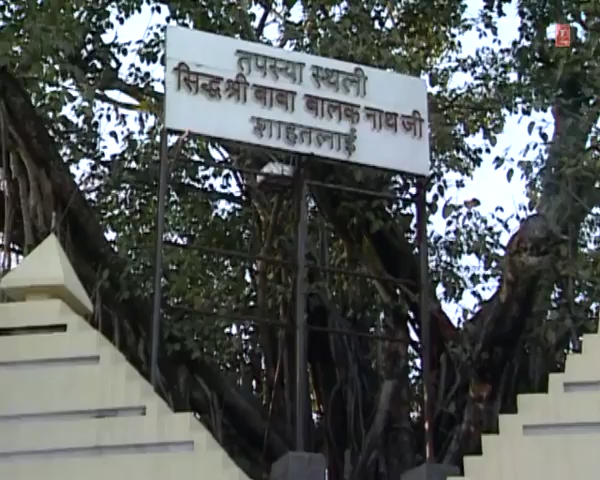 तपस्या स्थली
सिद्ध श्री बाबा बालक नाथ जी
शाहतलाई